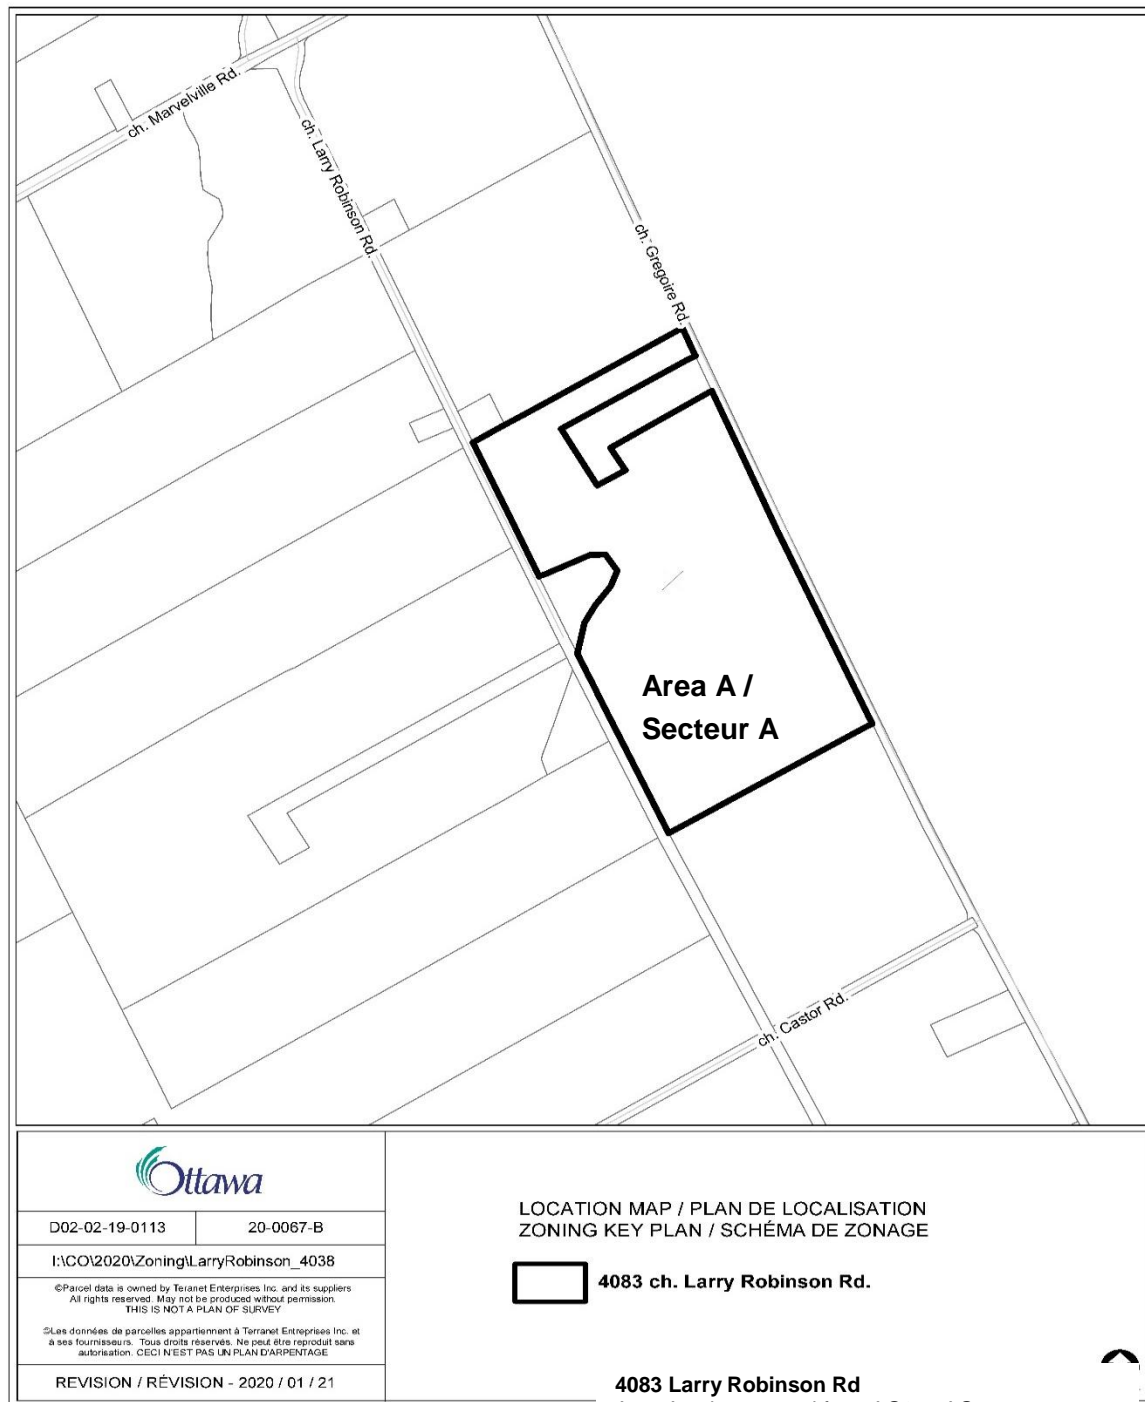 ch. Marvelville Rd.
ch. Larry Robinson Rd.
ch. Gregoire Rd.
Area A /
Secteur A
ch. Castor Rd.
Ottawa
D02-02-19-0113
20-0067-B
I:\CO\2020\Zoning\LarryRobinson_4038
©Parcel data is owned by Teranet Enterprises Inc. and its suppliers
All rights reserved. May not be produced without permission.
THIS IS NOT A PLAN OF SURVEY
©Les données de parcelles appartiennent à Terranet Entreprises Inc. et
à ses fournisseurs. Tous droits réservés. Ne peut être reproduit sans
autorisation. CECI N'EST PAS UN PLAN D'ARPENTAGE
REVISION / RÉVISION - 2020 / 01 / 21
LOCATION MAP / PLAN DE LOCALISATION
ZONING KEY PLAN / SCHÉMA DE ZONAGE
4083 ch. Larry Robinson Rd.
4083 Larry Robinson Rd